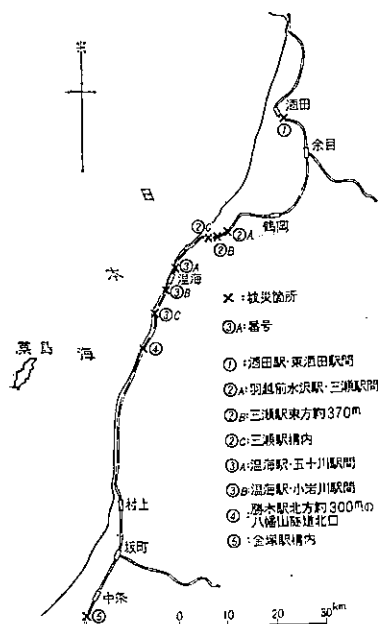 北
酒田
①
余目
日
②C
②A
②B
鶴岡
③A
温海
③B
本
③C
④
粟島
海
×:被災箇所
③A:番号
①:酒田駅・東酒田駅間
②A:羽越前水沢駅・三瀬駅間
②B:三瀬駅東方約370m
②C:三瀬駅構内
③A:温海駅・五十川駅間
③B:温海駅・小岩川駅間
④:勝木駅北方約300mの
八幡山隧道北口
⑤:金塚駅構内
村上
坂町
中条
⑤
0 10 20 30km